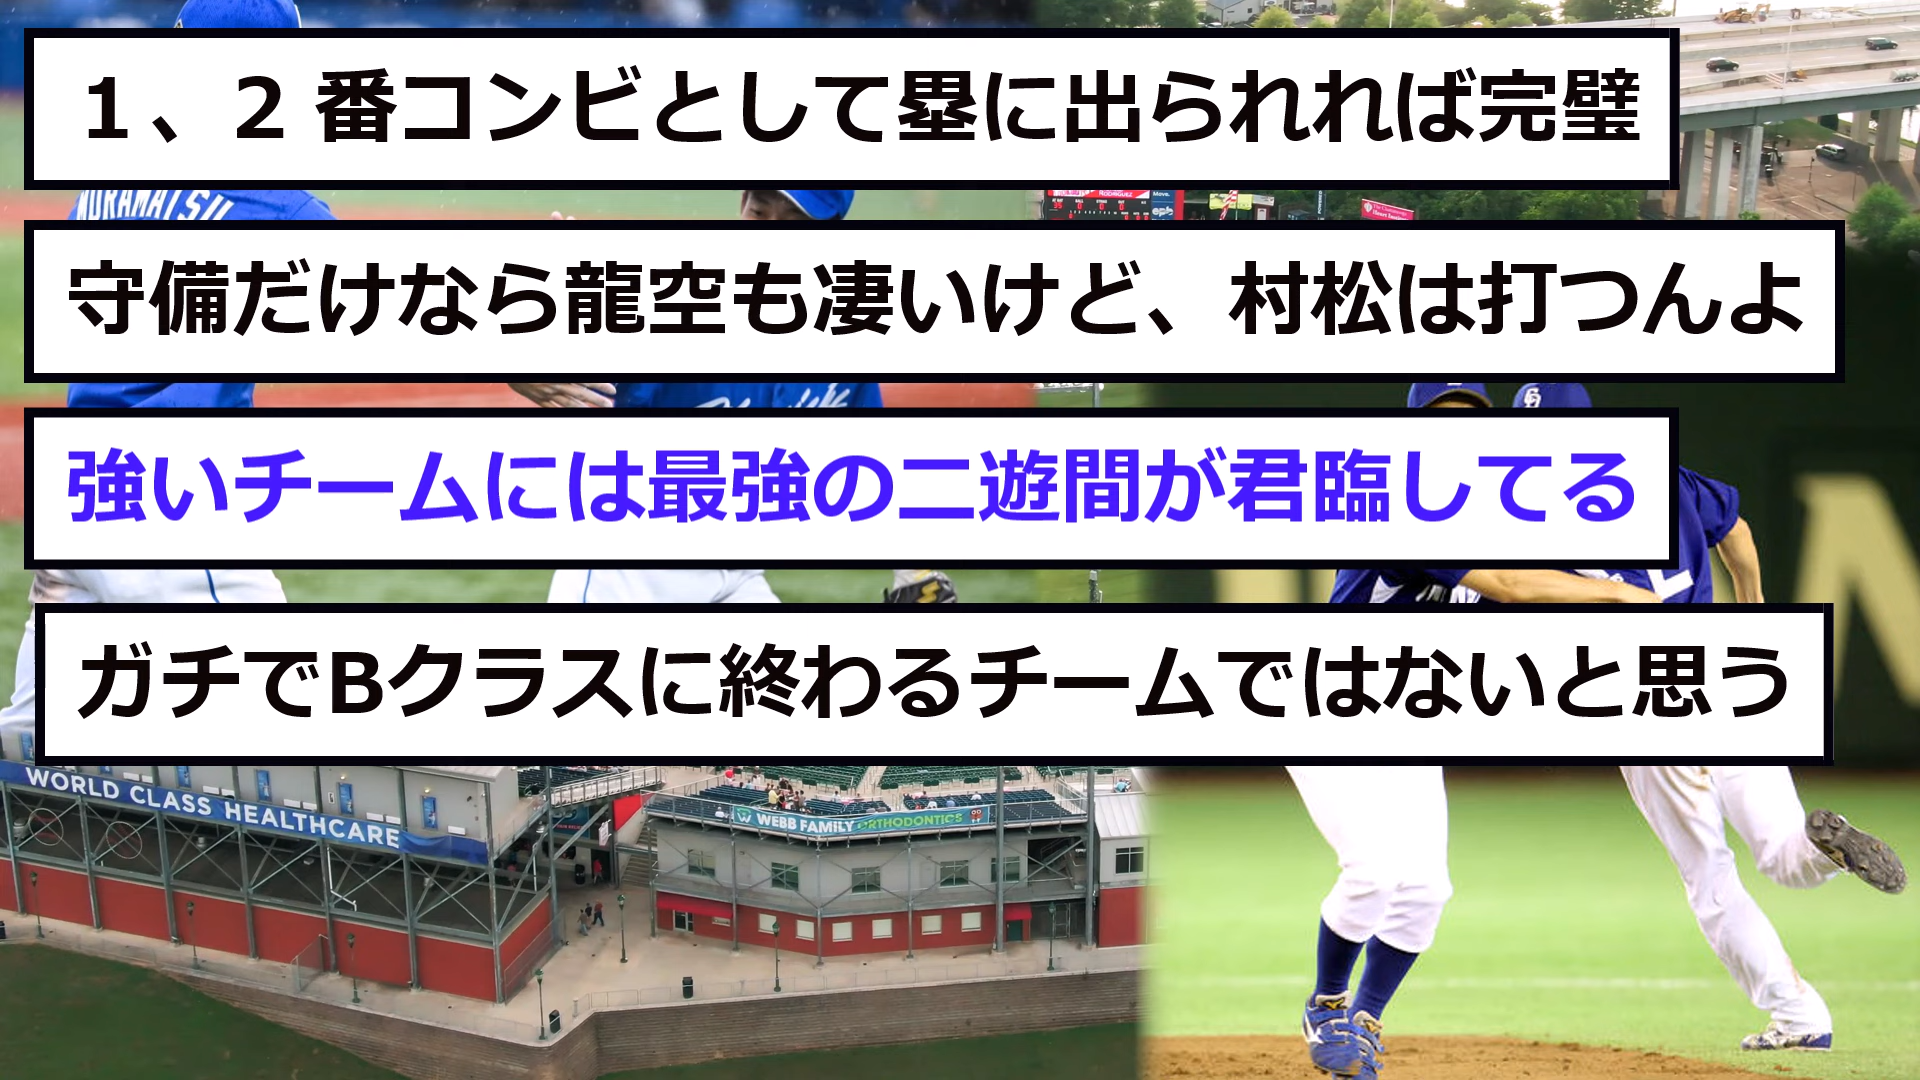 １、２番コンビとして塁に出られれば完璧
MURAMATSU
守備だけなら龍空も凄いけど、村松は打つんよ
強いチームには最強の二遊間が君臨してる
ガチでBクラスに終わるチームではないと思う
WORLD CLASS HEALTHCARE
WEBB FAMILY ORTHODONTICS